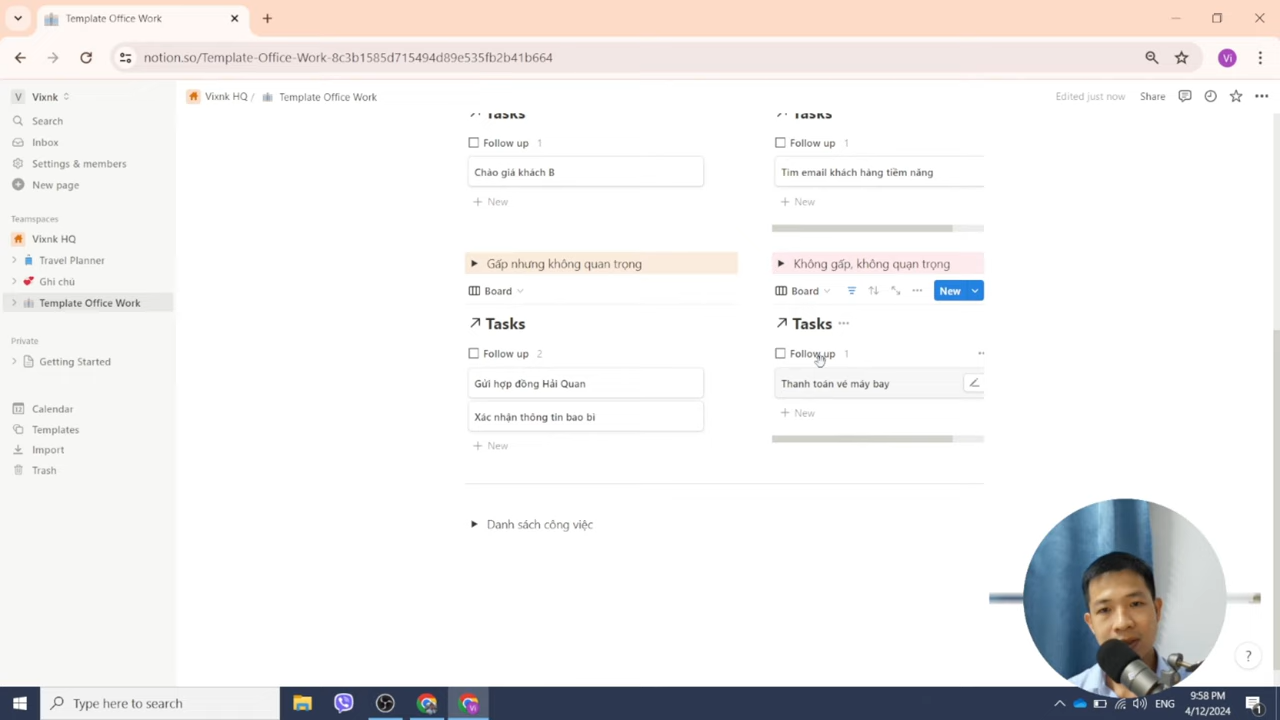 Template Office Work
notion.so/Template-Office-Work-8c3b1585d715494d89e535fb2b41b664
Vi
V Vixnk
Vixnk HQ / Template Office Work
Edited just now
Share
Search
Inbox
Settings & members
New page
Teamspaces
Vixnk HQ
Travel Planner
Ghi chú
Template Office Work
Private
Getting Started
Calendar
Templates
Import
Trash
Tasks
Follow up 1
Chào giá khách B
+ New
Tasks
Follow up 1
Tìm email khách hàng tiềm năng
+ New
Gấp nhưng không quan trọng
Board
Tasks
Follow up 2
Gửi hợp đồng Hải Quan
Xác nhận thông tin bao bì
+ New
Không gấp, không quan trọng
Board
New
Tasks
Follow up 1
Thanh toán vé máy bay
+ New
Danh sách công việc
?
Type here to search
ENG
9:58 PM
4/12/2024
1